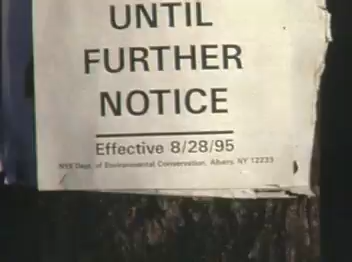 UNTIL
FURTHER
NOTICE
Effective 8/28/95
NYS Dept. of Environmental Conservation, Albany, NY 12233